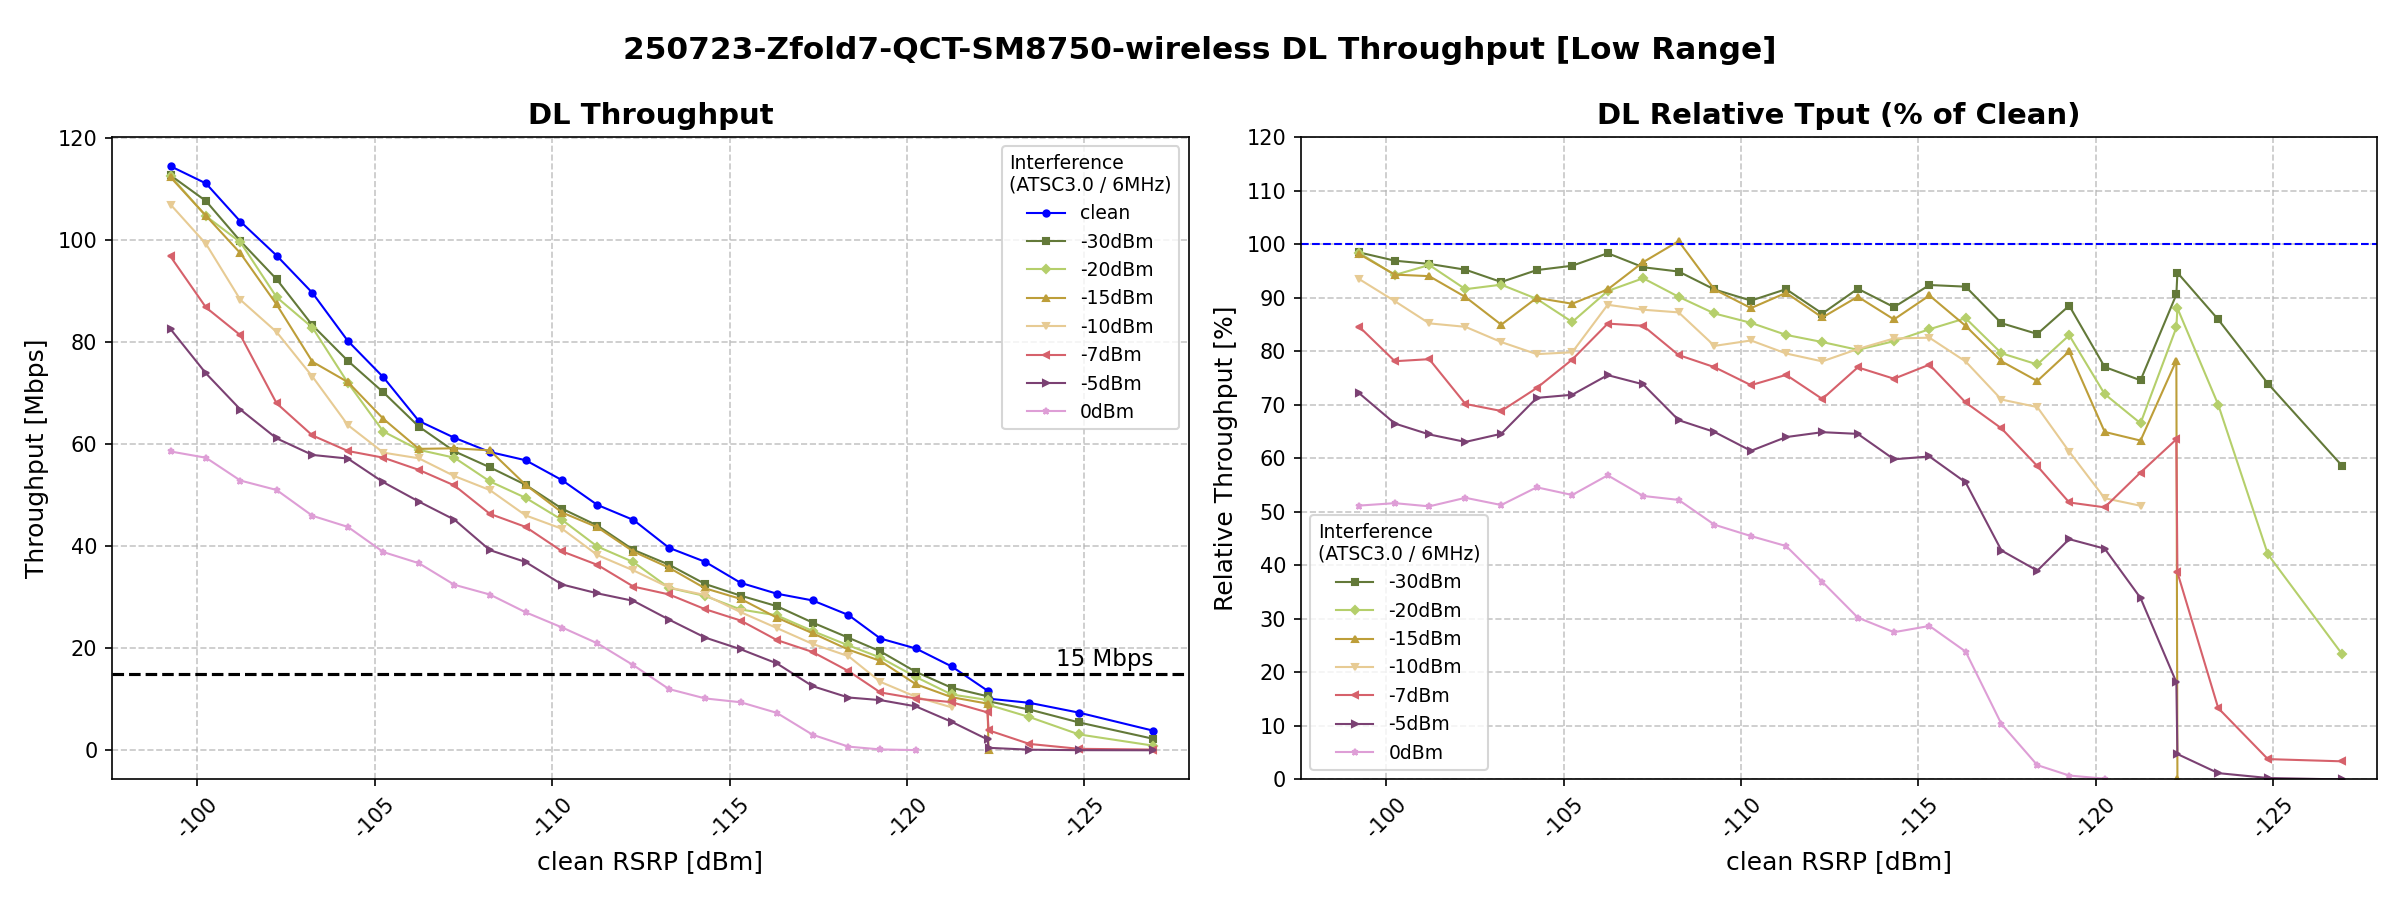 250723-Zfold7-QCT-SM8750-wireless DL Throughput [Low Range]
DL Throughput
Throughput [Mbps]
120
100
80
60
40
20
0
Interference
(ATSC3.0 / 6MHz)
clean
-30dBm
-20dBm
-15dBm
-10dBm
-7dBm
-5dBm
0dBm
15 Mbps
-100
-105
-110
-115
-120
-125
clean RSRP [dBm]
DL Relative Tput (% of Clean)
Relative Throughput [%]
120
110
100
90
80
70
60
50
40
30
20
10
0
Interference
(ATSC3.0 / 6MHz)
-30dBm
-20dBm
-15dBm
-10dBm
-7dBm
-5dBm
0dBm
-100
-105
-110
-115
-120
-125
clean RSRP [dBm]